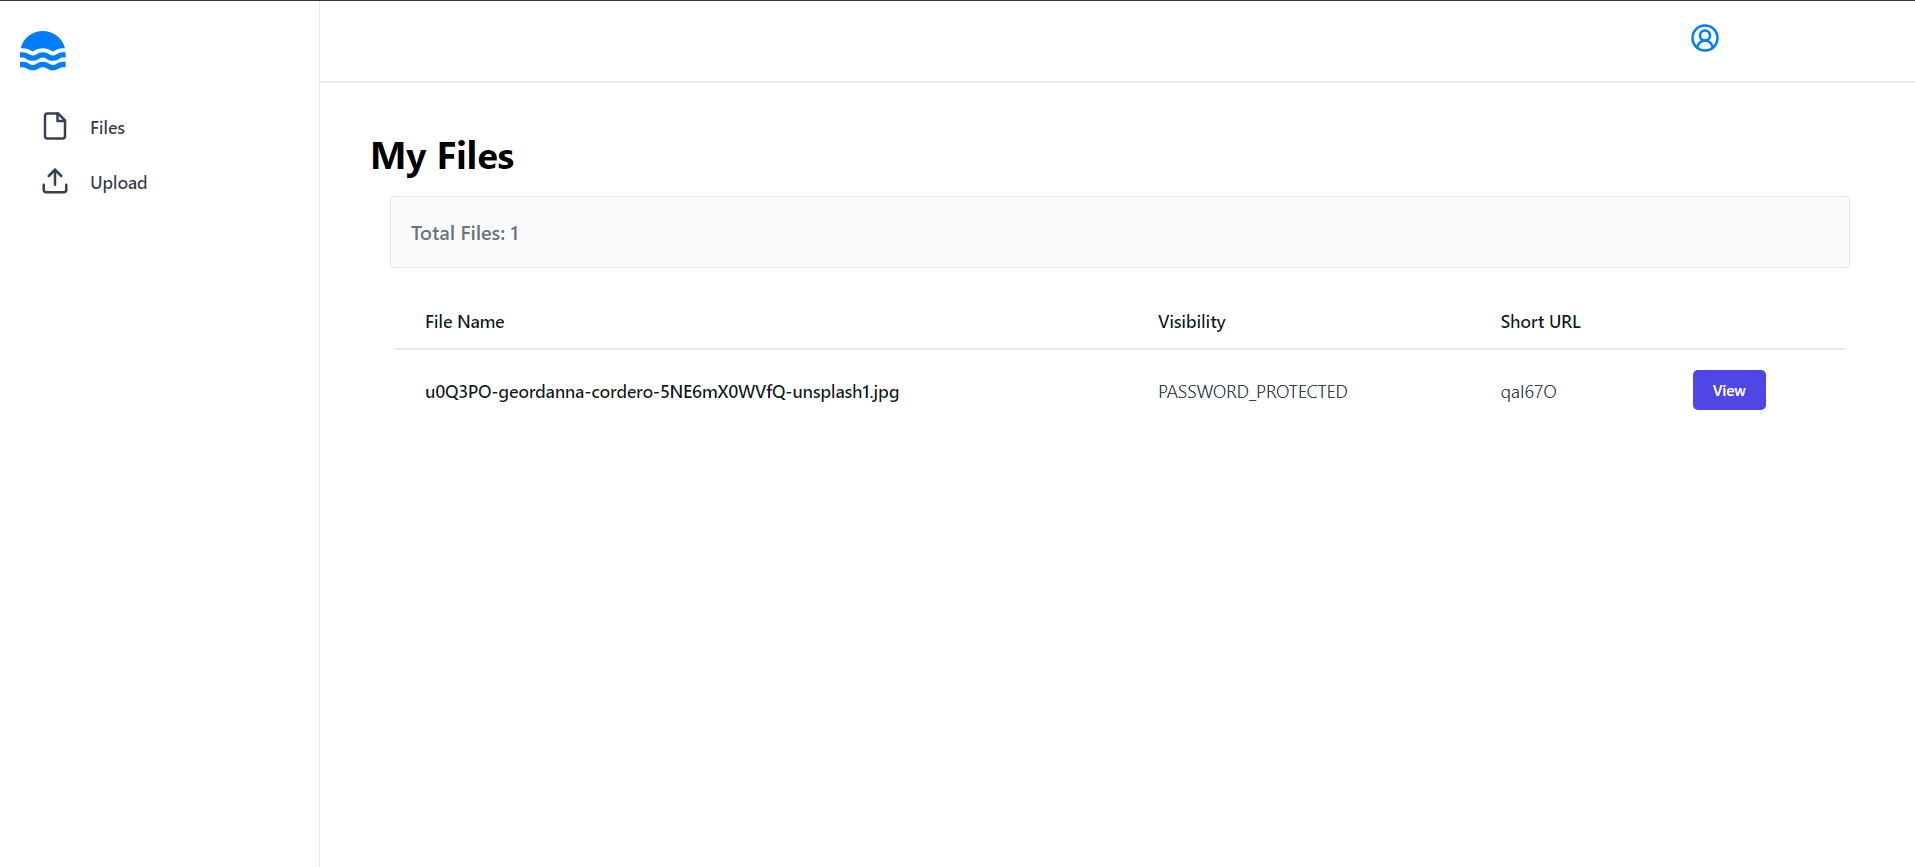 Files
Upload
My Files
Total Files: 1
File Name Visibility Short URL
u0Q3PO-geordanna-cordero-5NE6mX0WVfQ-unsplash1.jpg PASSWORD_PROTECTED qal67O View